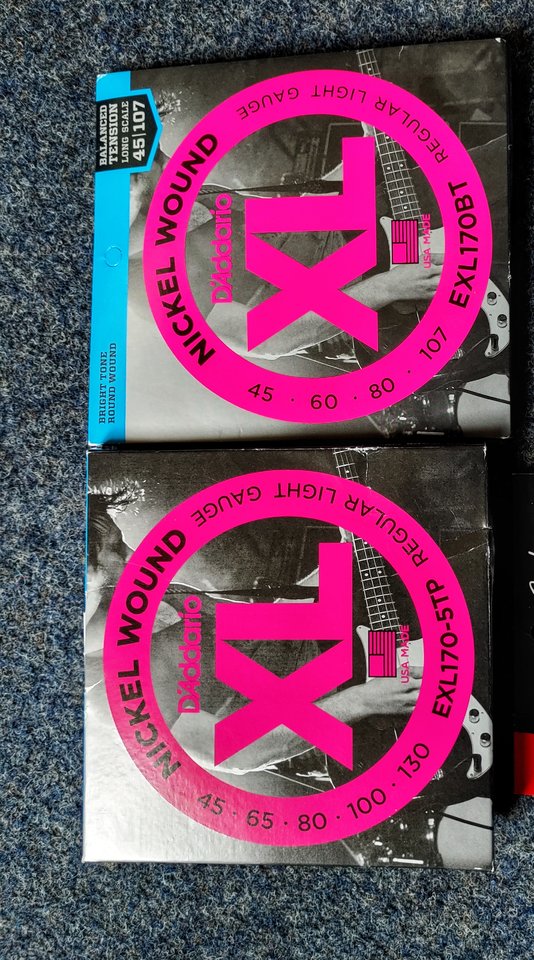 BALANCED
TENSION
LONG SCALE
45|107
BRIGHT TONE
ROUND WOUND
NICKEL WOUND
REGULAR LIGHT GAUGE
D'Addario
XL
USA MADE
EXL170BT
45 · 60 · 80 · 107
NICKEL WOUND
REGULAR LIGHT GAUGE
D'Addario
XL
USA MADE
EXL170-5TP
45 · 65 · 80 · 100 · 130